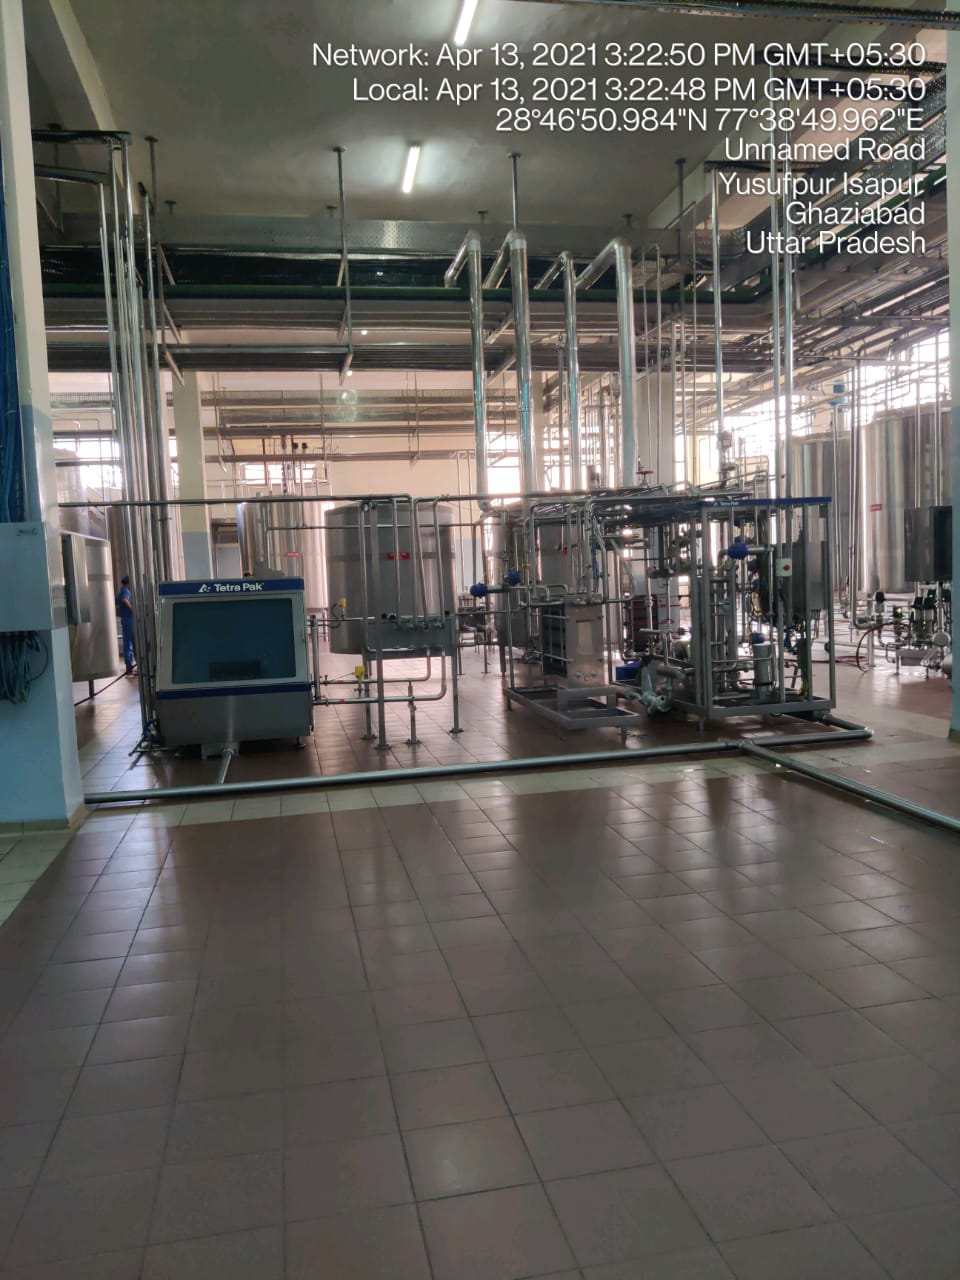 Network: Apr 13, 2021 3:22:50 PM GMT+05:30
Local: Apr 13, 2021 3:22:48 PM GMT+05:30
28°46'50.984"N 77°38'49.962"E
Unnamed Road
Yusufpur Isapur
Ghaziabad
Uttar Pradesh
Tetra Pak
Tetra Pak